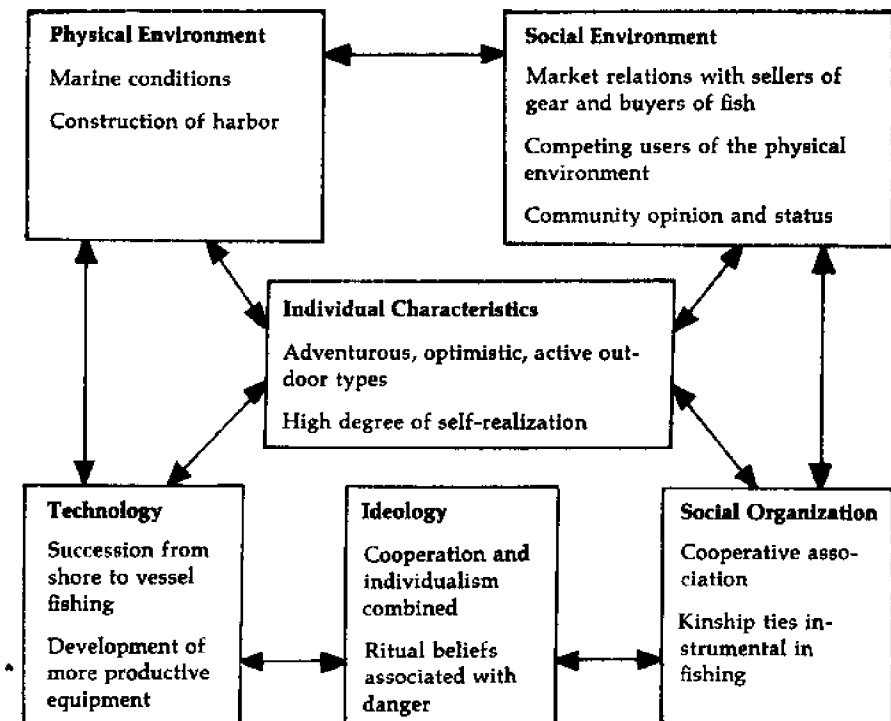 Physical Environment
Marine conditions
Construction of harbor
Social Environment
Market relations with sellers of
gear and buyers of fish
Competing users of the physical
environment
Community opinion and status
Individual Characteristics
Adventurous, optimistic, active out-
door types
High degree of self-realization
Technology
Succession from
shore to vessel
fishing
Development of
more productive
equipment
Ideology
Cooperation and
individualism
combined
Ritual beliefs
associated with
danger
Social Organization
Cooperative asso-
ciation
Kinship ties in-
strumental in
fishing